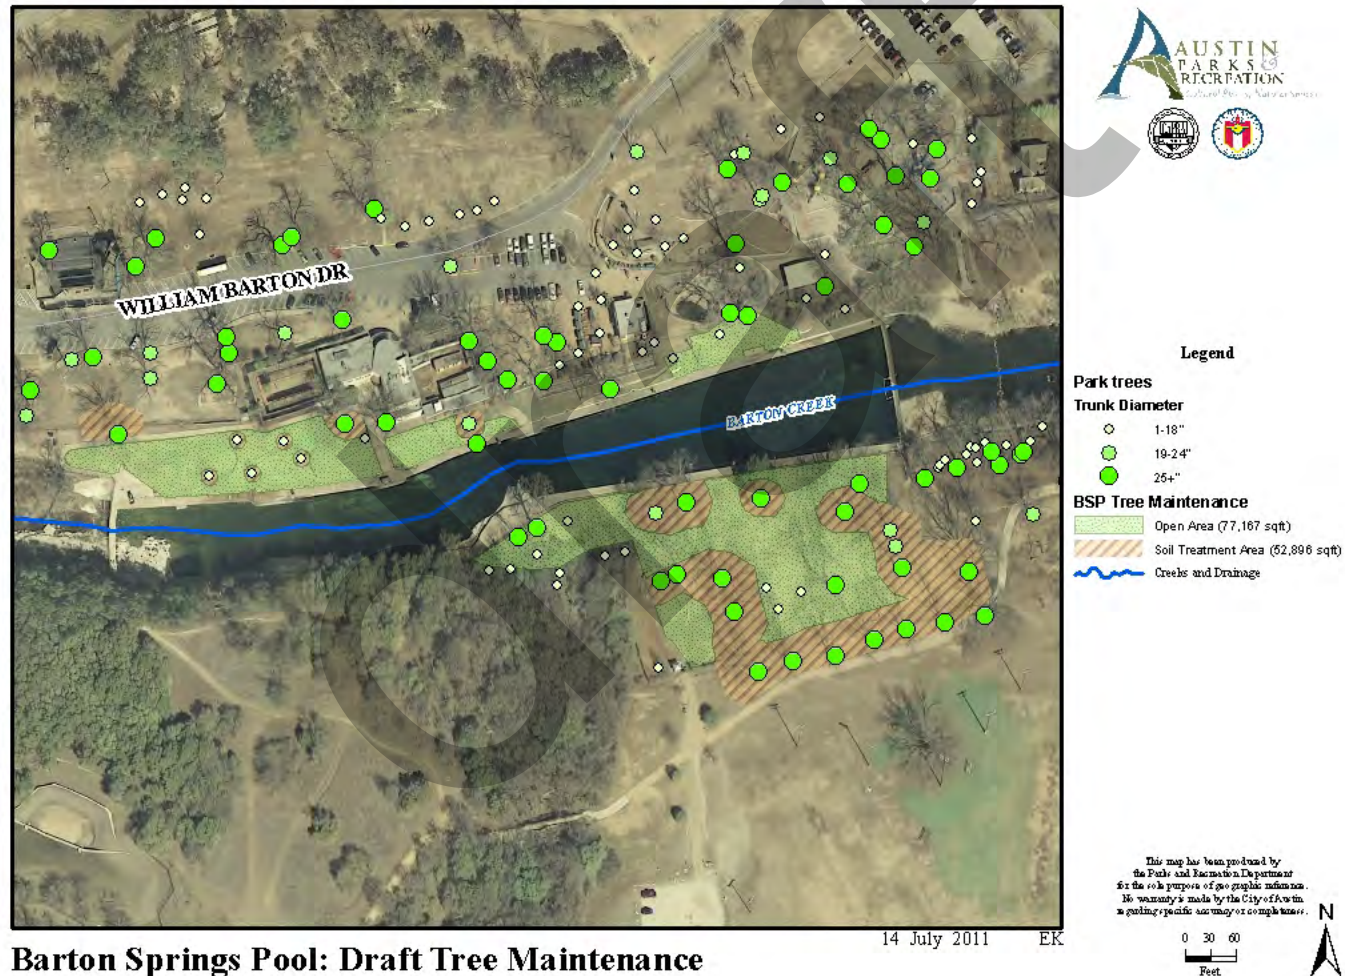 AUSTIN
PARKS &
RECREATION
WILLIAM BARTON DR
BARTON CREEK
Legend
Park trees
Trunk Diameter
1-18"
19-24"
25+"
BSP Tree Maintenance
Open Area (77,167 sqft)
Soil Treatment Area (52,896 sqft)
Creeks and Drainage
This map has been produced by
the Parks and Recreation Department
for the sole purpose of geographic reference.
No warranty is made by the City of Austin
regarding specific accuracy or completeness.
N
0 30 60
Feet
14 July 2011 EK
Barton Springs Pool: Draft Tree Maintenance